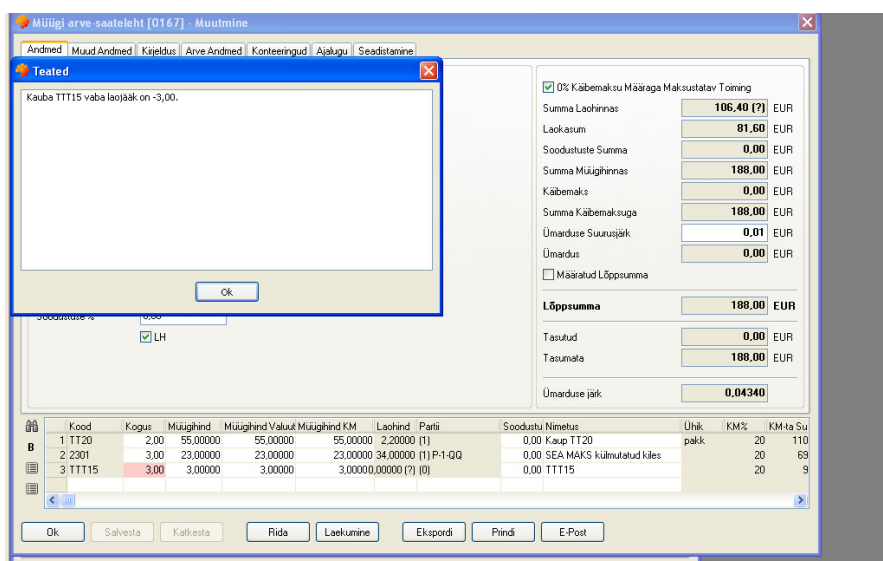 Müügi arve-saateleht [0167] - Muutmine
Andmed Muud Andmed Kirjeldus Arve Andmed Konteeringud Ajalugu Seadistamine
Teated
Kauba TTT15 vaba laojääk on -3,00.
Ok
Soodustuse % 0,00
LH
0% Käibemaksu Määraga Maksustatav Toiming
Summa Laohinnas 106,40 (?) EUR
Laokasum 81,60 EUR
Soodustuste Summa 0,00 EUR
Summa Müügihinnas 188,00 EUR
Käibemaks 0,00 EUR
Summa Käibemaksuga 188,00 EUR
Ümarduse Suurusjärk 0,01 EUR
Ümardus 0,00 EUR
Määratud Lõppsumma
Lõppsumma 188,00 EUR
Tasutud 0,00 EUR
Tasumata 188,00 EUR
Ümarduse järk 0,04340
Kood Kogus Müügihind Müügihind Valuut Müügihind KM Laohind Partii Soodustu Nimetus Ühik KM% KM-ta Su
1 TT20 2,00 55,00000 55,00000 55,00000 2,20000 (1) 0,00 Kaup TT20 pakk 20 110
B
2 2301 3,00 23,00000 23,00000 23,00000 34,00000 (1) P-1-QQ 0,00 SEA MAKS külmutatud kiles 20 69
3 TTT15 3,00 3,00000 3,00000 3,00000 0,00000 (?) (0) 0,00 TTT15 20 9
Ok Salvesta Katkesta Rida Laekumine Ekspordi Prindi E-Post